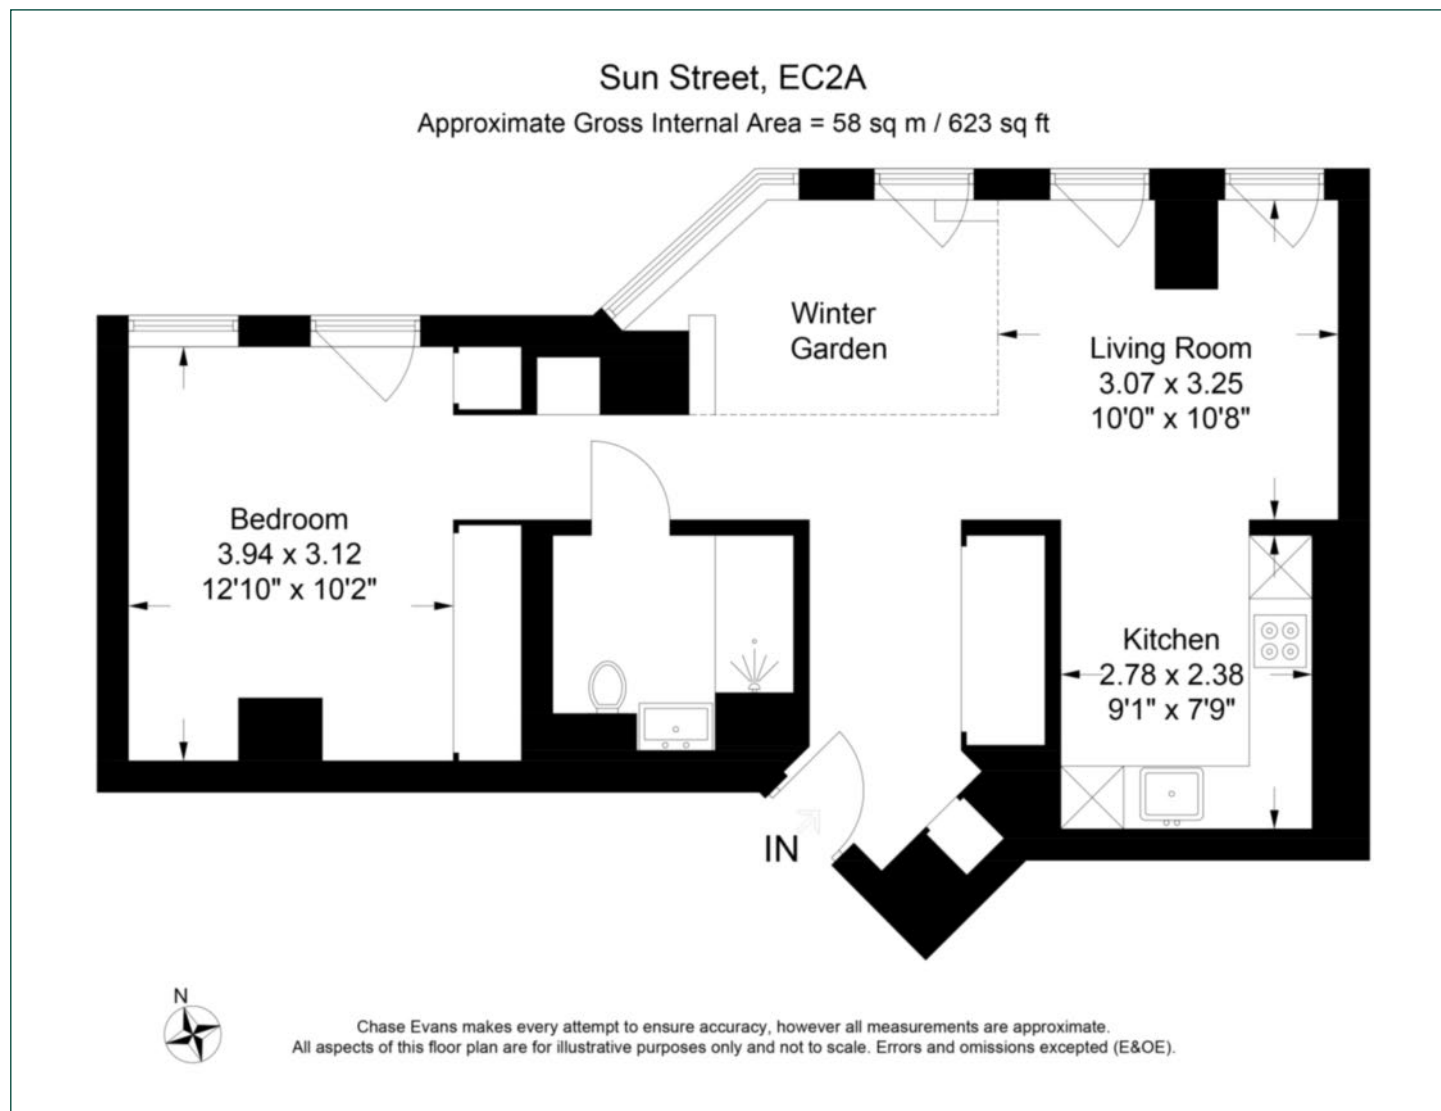 Sun Street, EC2A
Approximate Gross Internal Area = 58 sq m / 623 sq ft
Winter
Garden
Living Room
3.07 x 3.25
10'0" x 10'8"
Bedroom
3.94 x 3.12
12'10" x 10'2"
Kitchen
2.78 x 2.38
9'1" x 7'9"
IN
N
Chase Evans makes every attempt to ensure accuracy, however all measurements are approximate.
All aspects of this floor plan are for illustrative purposes only and not to scale. Errors and omissions excepted (E&OE).